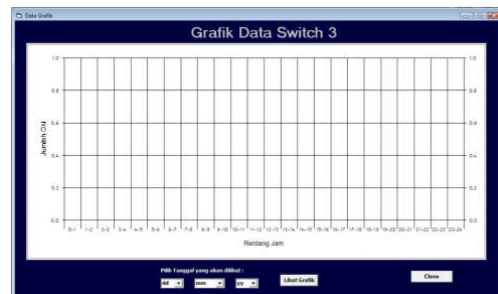 Data Grafik
Grafik Data Switch 3
1.0 1.0
0.8 0.8
0.6 0.6
Jumlah ON
0.4 0.4
0.2 0.2
0.0 0.0
0-1 1-2 2-3 3-4 4-5 5-6 6-7 7-8 8-9 9-10 10-11 11-12 12-13 13-14 14-15 15-16 16-17 17-18 18-19 19-20 20-21 21-22 22-23 23-24
Rentang Jam
Pilih Tanggal yang akan dilihat :
dd mm yy Lihat Grafik Close